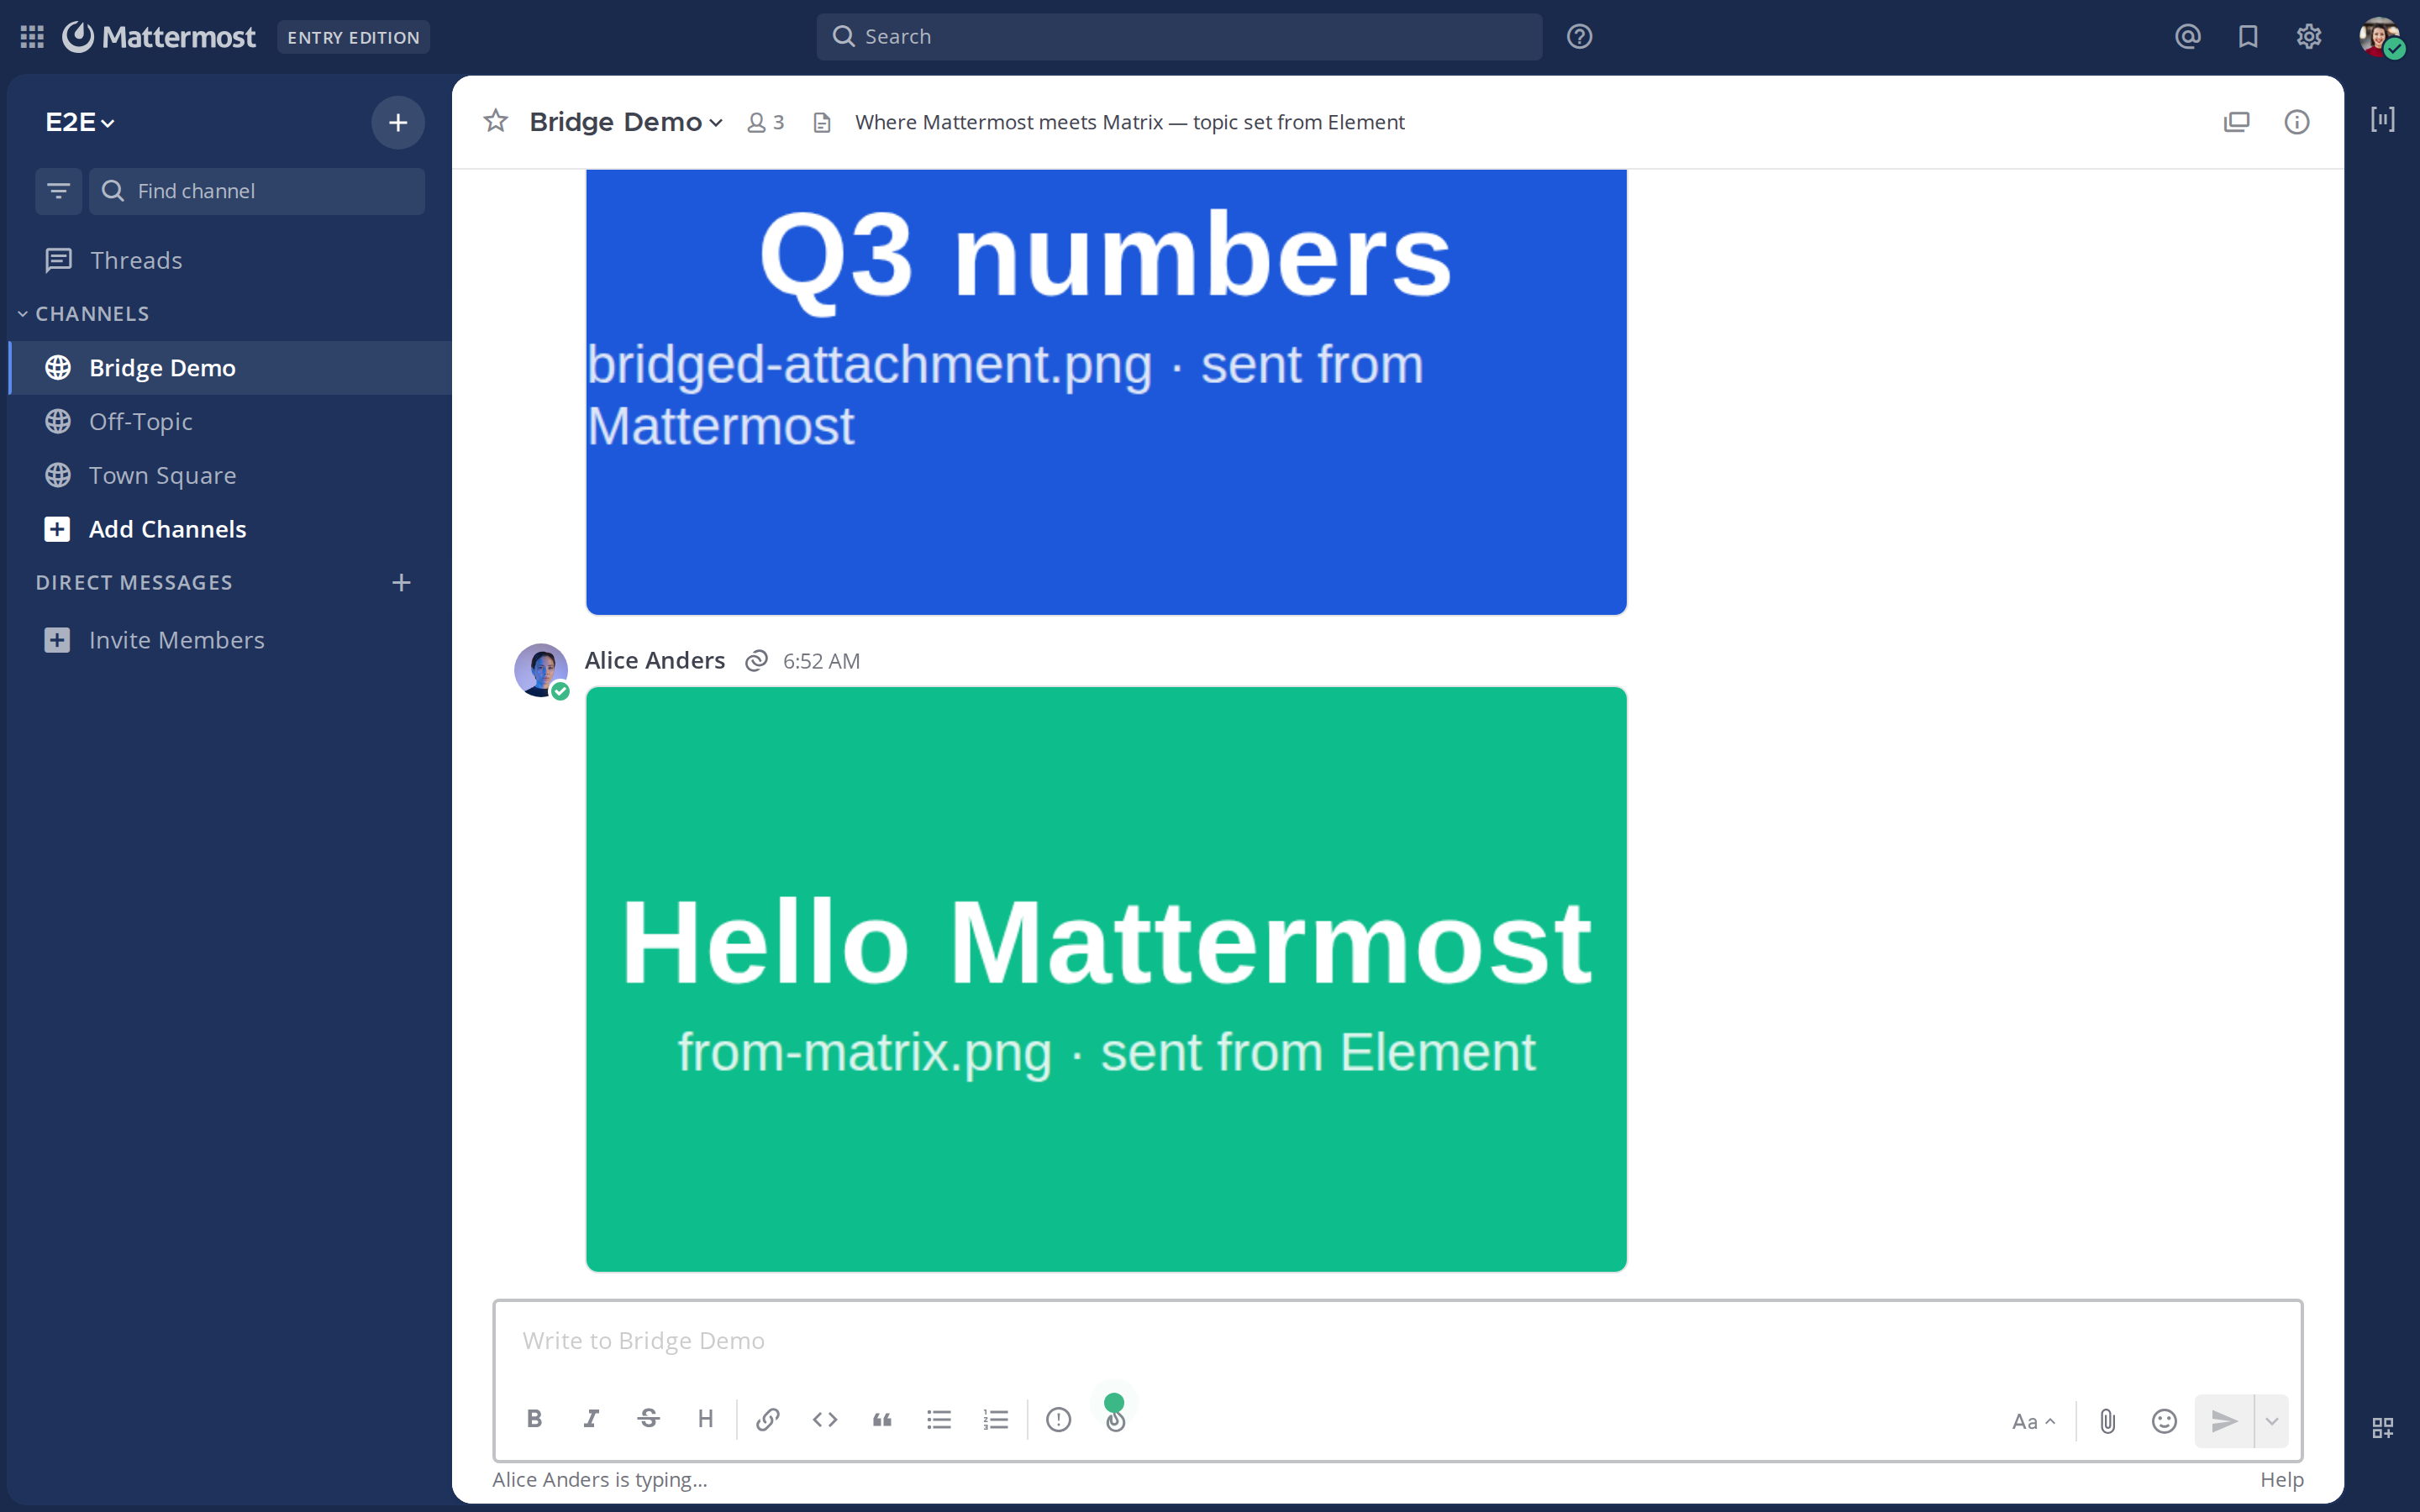 Mattermost
ENTRY EDITION
Search
E2E
Find channel
Threads
CHANNELS
Bridge Demo
Off-Topic
Town Square
Add Channels
DIRECT MESSAGES
Invite Members
Bridge Demo
3
Where Mattermost meets Matrix — topic set from Element
Q3 numbers
bridged-attachment.png · sent from
Mattermost
Alice Anders
6:52 AM
Hello Mattermost
from-matrix.png · sent from Element
Write to Bridge Demo
B I S H
Aa
Alice Anders is typing...
Help